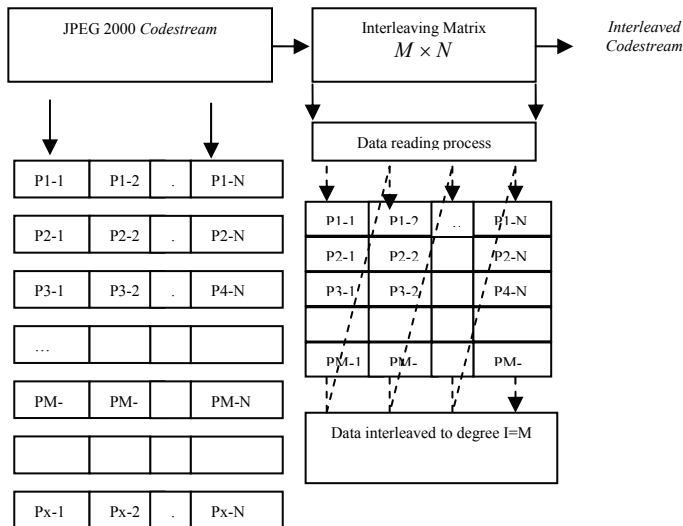 JPEG 2000 Codestream
Interleaving Matrix
M × N
Interleaved
Codestream
Data reading process
P1-1 P1-2 . P1-N
P2-1 P2-2 . P2-N
P3-1 P3-2 . P4-N
...
PM- PM- PM-N
Px-1 Px-2 . Px-N
P1-1 P1-2 .. P1-N
P2-1 P2-2 P2-N
P3-1 P3-2 P4-N
PM-1 PM- PM-
Data interleaved to degree I=M